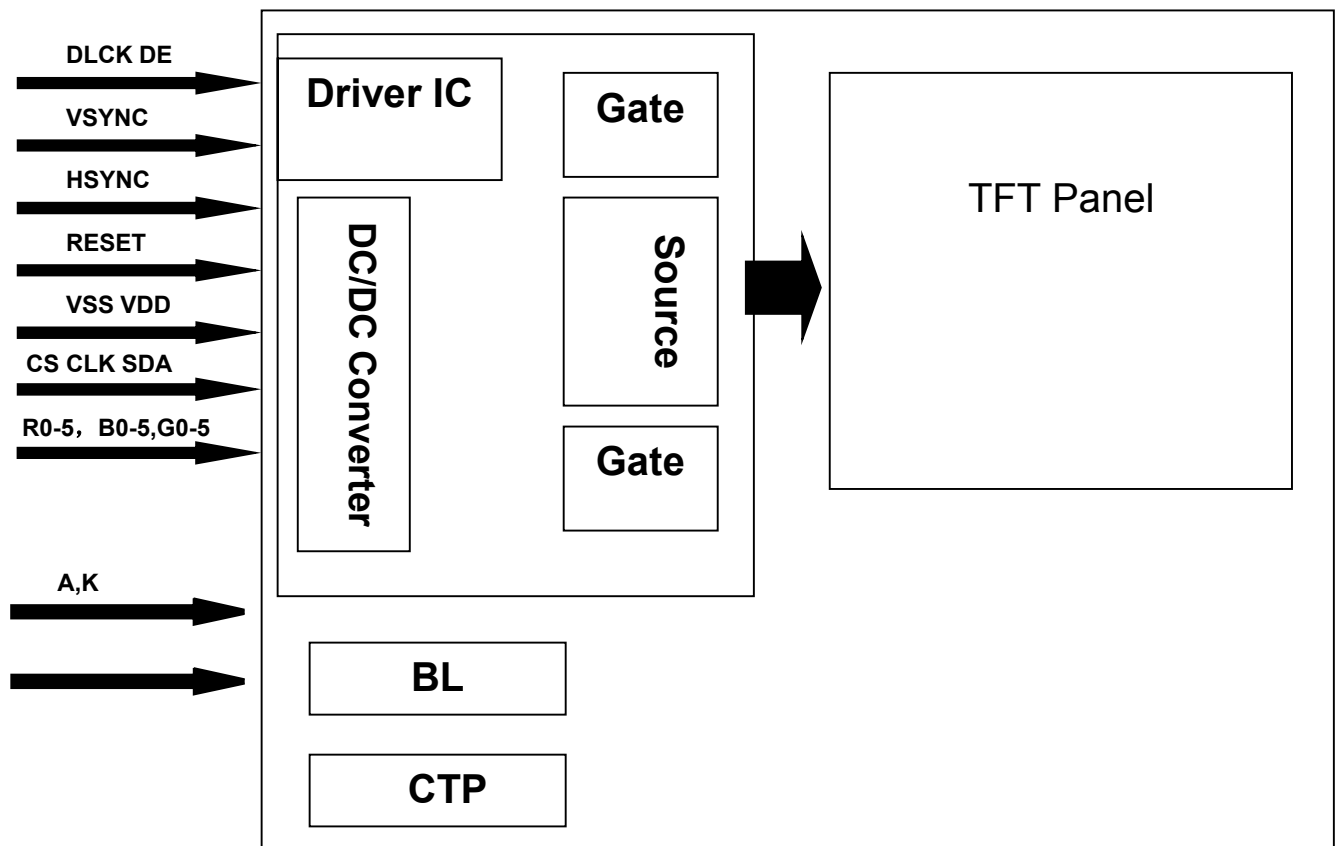 DLCK DE
VSYNC
HSYNC
RESET
VSS VDD
CS CLK SDA
R0-5，B0-5,G0-5
A,K
Driver IC
DC/DC Converter
Gate
Source
Gate
TFT Panel
BL
CTP